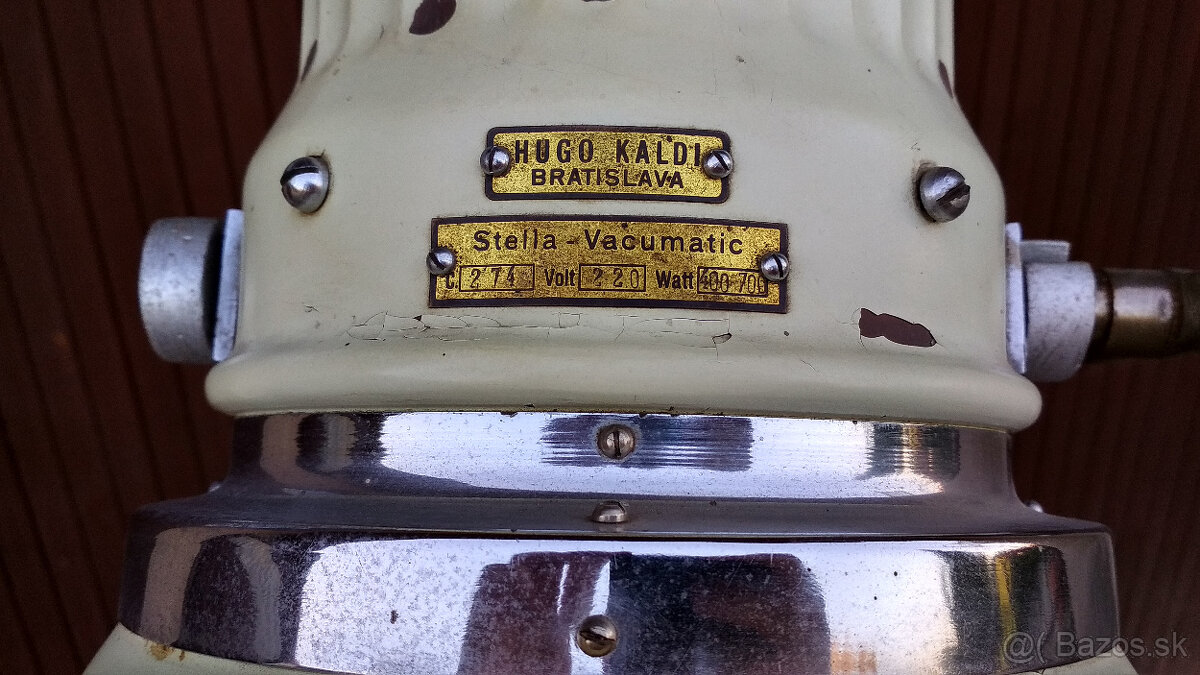 HUGO KALDI
BRATISLAVA
Stella-Vacumatic
C. 274 Volt 220 Watt 400 700
@( Bazos.sk